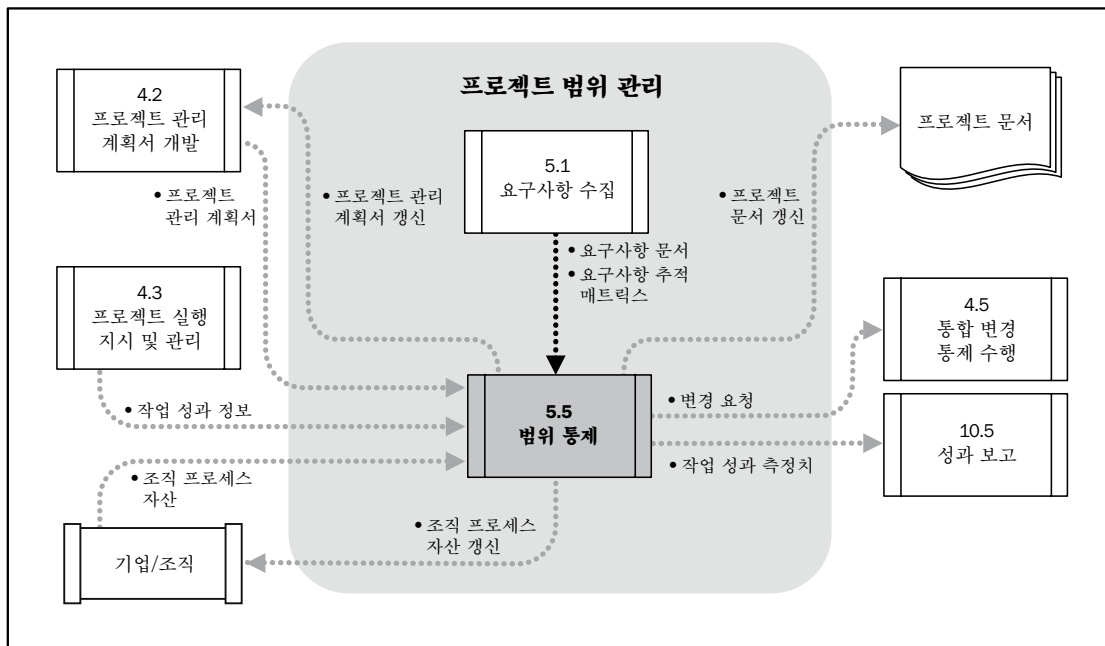 프로젝트 범위 관리
4.2
프로젝트 관리
계획서 개발
5.1
요구사항 수집
프로젝트 문서
• 프로젝트
관리 계획서
• 프로젝트 관리
계획서 갱신
• 프로젝트
문서 갱신
• 요구사항 문서
• 요구사항 추적
매트릭스
4.3
프로젝트 실행
지시 및 관리
4.5
통합 변경
통제 수행
5.5
범위 통제
• 작업 성과 정보
• 변경 요청
10.5
성과 보고
• 작업 성과 측정치
• 조직 프로세스
자산
• 조직 프로세스
자산 갱신
기업/조직